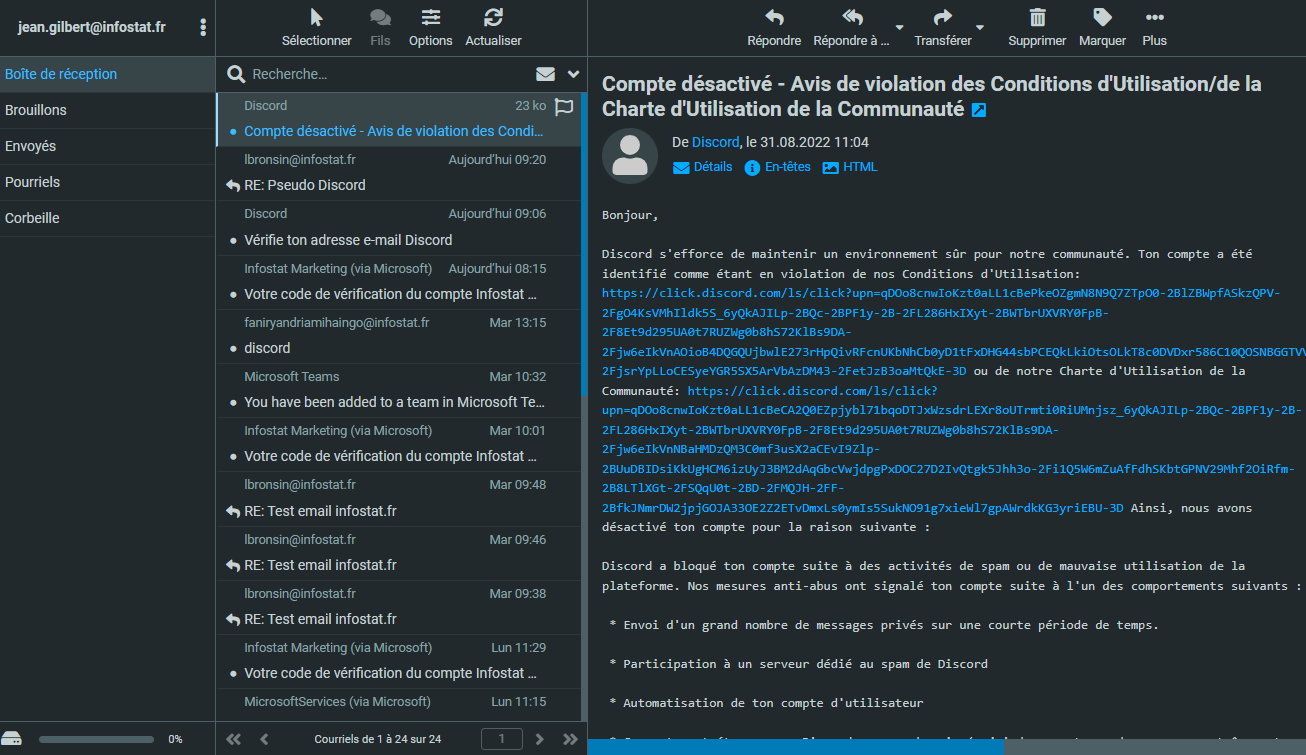 jean.gilbert@infostat.fr
Boîte de réception
Brouillons
Envoyés
Pourriels
Corbeille
0%
Sélectionner Fils Options Actualiser
Recherche...
Discord 23 ko
Compte désactivé - Avis de violation des Condi...
lbronsin@infostat.fr Aujourd'hui 09:20
RE: Pseudo Discord
Discord Aujourd'hui 09:06
Vérifie ton adresse e-mail Discord
Infostat Marketing (via Microsoft) Aujourd'hui 08:15
Votre code de vérification du compte Infostat ...
faniryandriamihaingo@infostat.fr Mar 13:15
discord
Microsoft Teams Mar 10:32
You have been added to a team in Microsoft Te...
Infostat Marketing (via Microsoft) Mar 10:01
Votre code de vérification du compte Infostat ...
lbronsin@infostat.fr Mar 09:48
RE: Test email infostat.fr
lbronsin@infostat.fr Mar 09:46
RE: Test email infostat.fr
lbronsin@infostat.fr Mar 09:38
RE: Test email infostat.fr
Infostat Marketing (via Microsoft) Lun 11:29
Votre code de vérification du compte Infostat ...
MicrosoftServices (via Microsoft) Lun 11:15
Courriels de 1 à 24 sur 24 1
Répondre Répondre à ... Transférer Supprimer Marquer Plus
Compte désactivé - Avis de violation des Conditions d'Utilisation/de la
Charte d'Utilisation de la Communauté
De Discord, le 31.08.2022 11:04
Détails En-têtes HTML
Bonjour,
Discord s'efforce de maintenir un environnement sûr pour notre communauté. Ton compte a été
identifié comme étant en violation de nos Conditions d'Utilisation:
https://click.discord.com/ls/click?upn=qDOo8cnwIoKzt0aLL1cBePkeOZgmN8N9Q7ZTpO0-2BlZBWpfASkzQPV-
2FgO4KsVMhIldk5S_6yQkAJILp-2BQc-2BPF1y-2B-2FL286HxIXyt-2BWTbrUXVRY0FpB-
2F8Et9d295UA0t7RUZWg0b8hS72KlBs9DA-
2Fjw6eIkVnAOioB4DQGQUjbwlE273rHpQivRFcnUKbNhCb0yD1tFxDHG44sbPCEQkLkiOtsOLkT8c0DVDxr586C10QOSNBGGTVV
2FjsrYpLLoCESyeYGR5SX5ArVbAzDM43-2FetJzB3oaMtQkE-3D ou de notre Charte d'Utilisation de la
Communauté: https://click.discord.com/ls/click?
upn=qDOo8cnwIoKzt0aLL1cBeCA2Q0EZpjybl71bqoDTJxWzsdrLEXr8oUTrmti0RiUMnjsz_6yQkAJILp-2BQc-2BPF1y-2B-
2FL286HxIXyt-2BWTbrUXVRY0FpB-2F8Et9d295UA0t7RUZWg0b8hS72KlBs9DA-
2Fjw6eIkVnNBaHMDzQM3C0mf3usX2aCEvI9Zlp-
2BUuDBIDsiKkUgHCM6izUyJ3BM2dAqGbcVwjdpgPxDOC27D2IvQtgk5Jhh3o-2Fi1Q5W6mZuAfFdhSKbtGPNV29Mhf2OiRfm-
2B8LTlXGt-2FSQqU0t-2BD-2FMQJH-2FF-
2BfkJNmrDW2jpjGOJA33OE2Z2ETvDmxLs0ymIs5SukNO91g7xieWl7gpAWrdkKG3yriEBU-3D Ainsi, nous avons
désactivé ton compte pour la raison suivante :
Discord a bloqué ton compte suite à des activités de spam ou de mauvaise utilisation de la
plateforme. Nos mesures anti-abus ont signalé ton compte suite à l'un des comportements suivants :
* Envoi d'un grand nombre de messages privés sur une courte période de temps.
* Participation à un serveur dédié au spam de Discord
* Automatisation de ton compte d'utilisateur